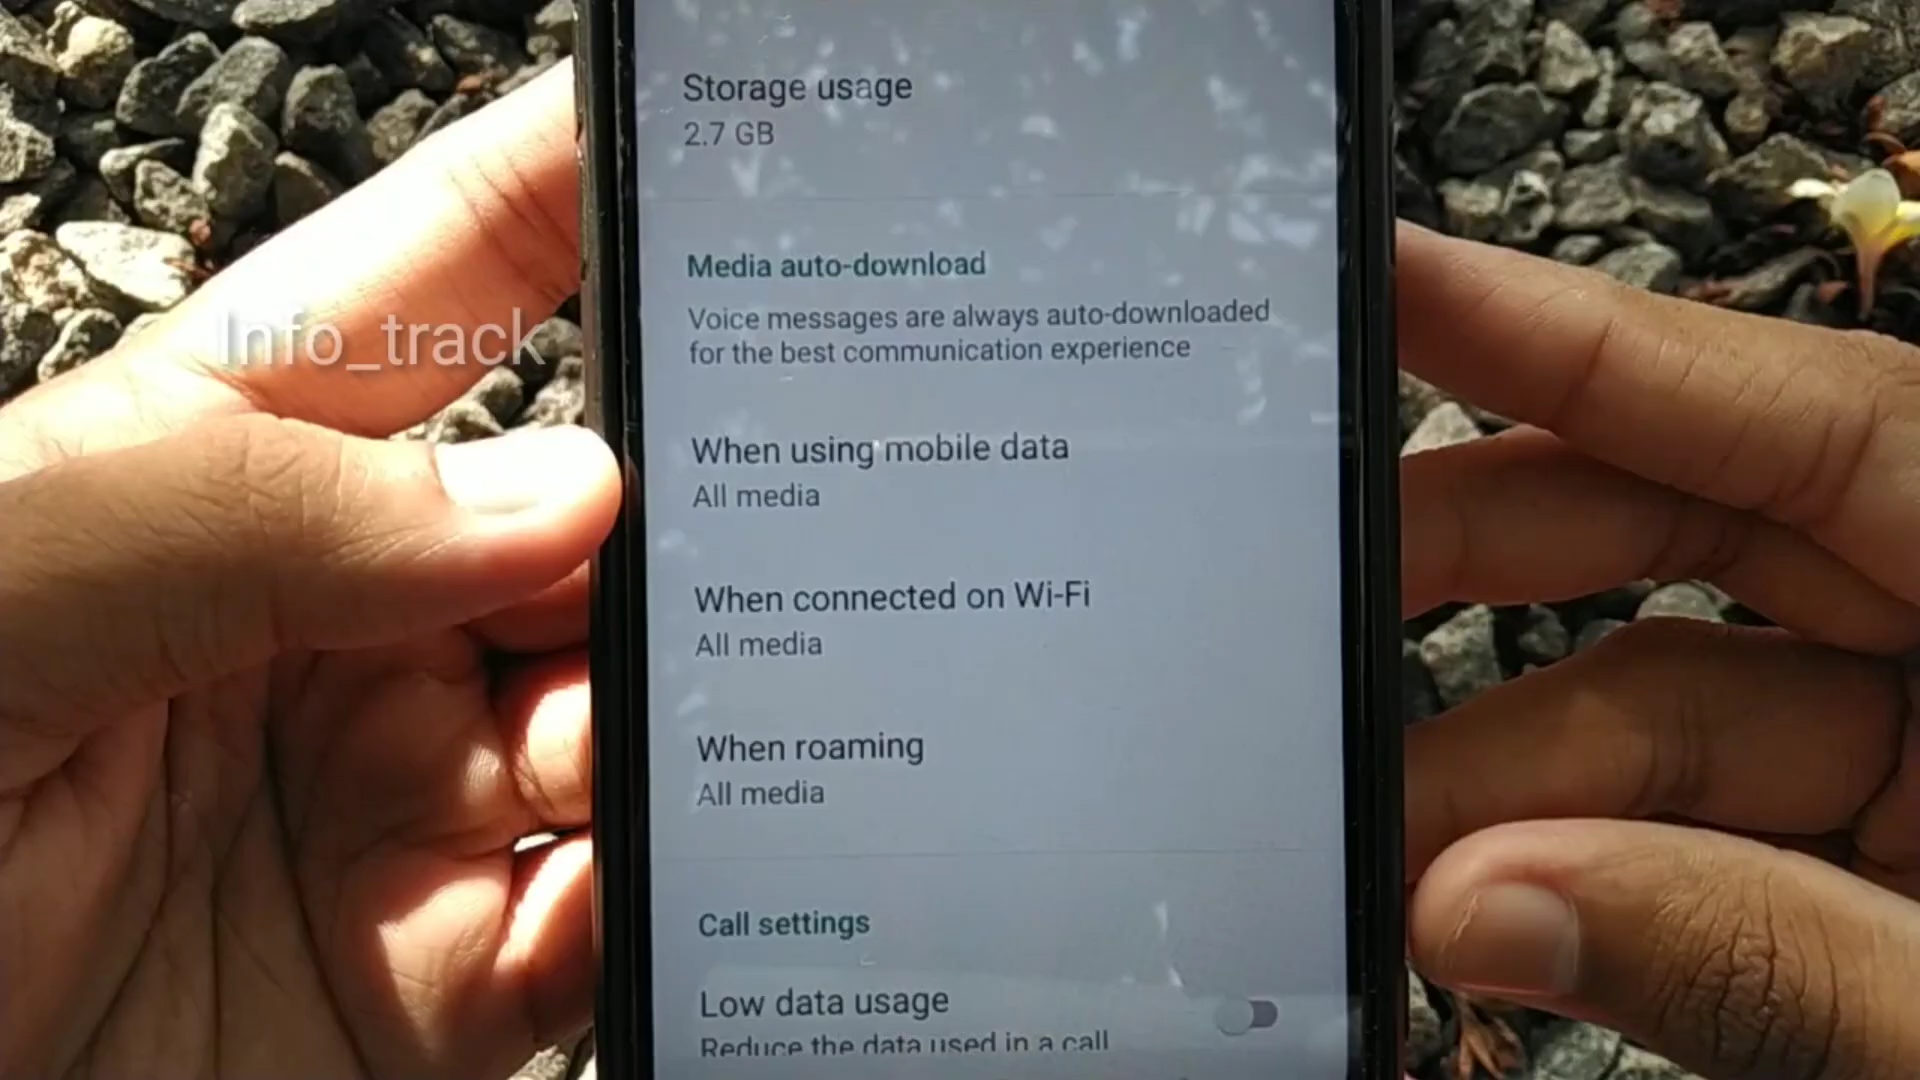 Storage usage
2.7 GB
Media auto-download
Voice messages are always auto-downloaded
for the best communication experience
Info_track
When using mobile data
All media
When connected on Wi-Fi
All media
When roaming
All media
Call settings
Low data usage
Reduce the data used in a call